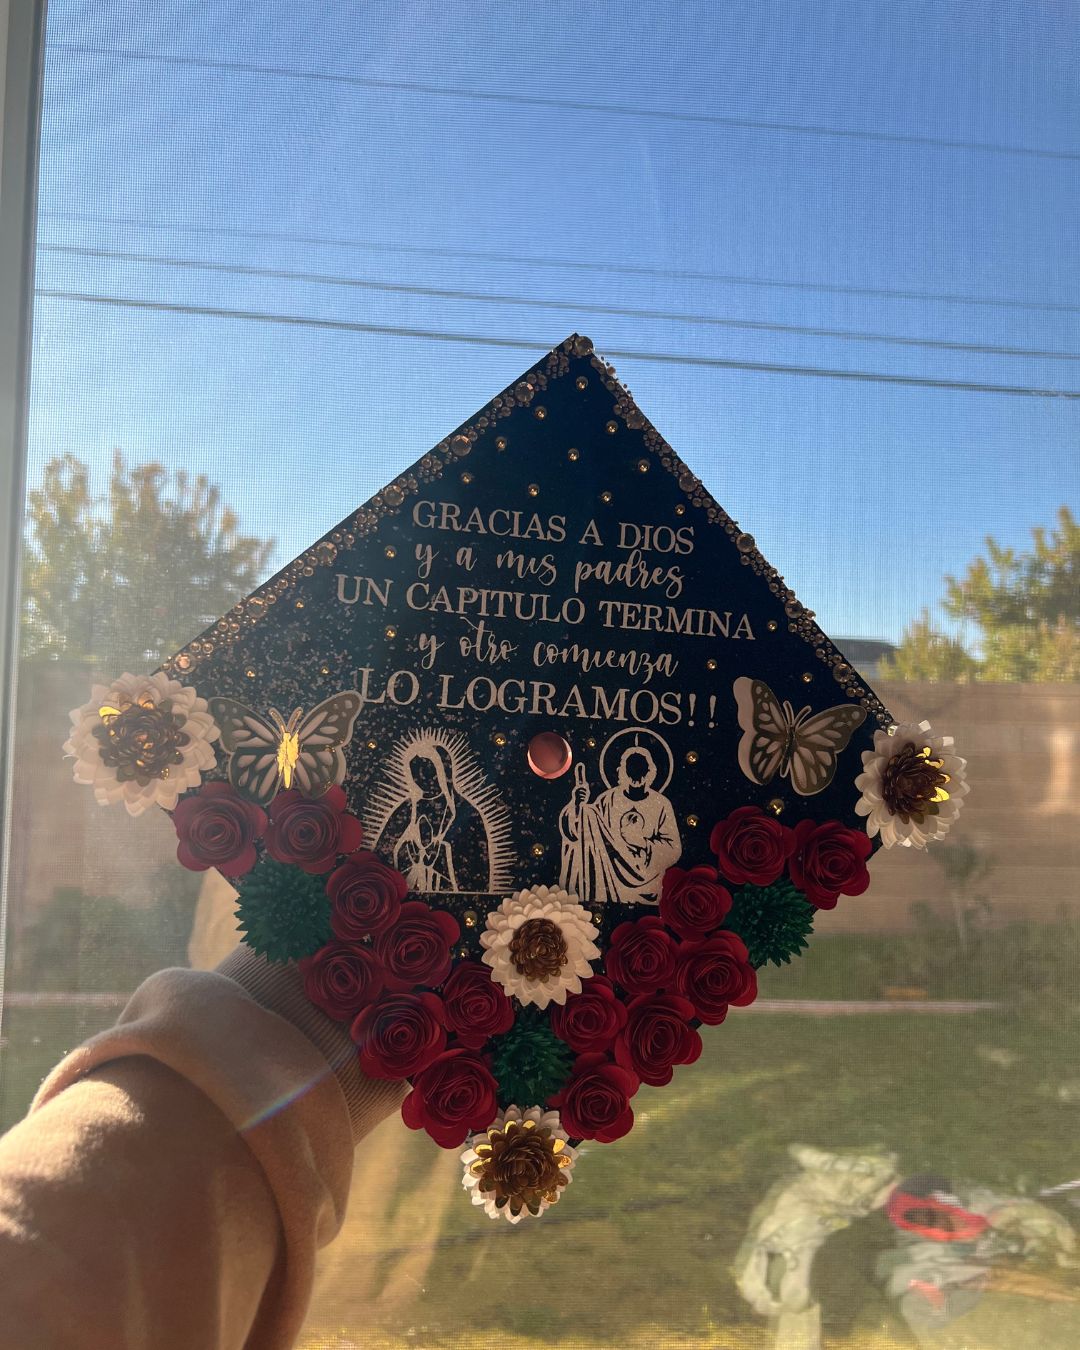 GRACIAS A DIOS
y a mis padres
UN CAPITULO TERMINA
y otro comienza
LO LOGRAMOS!!